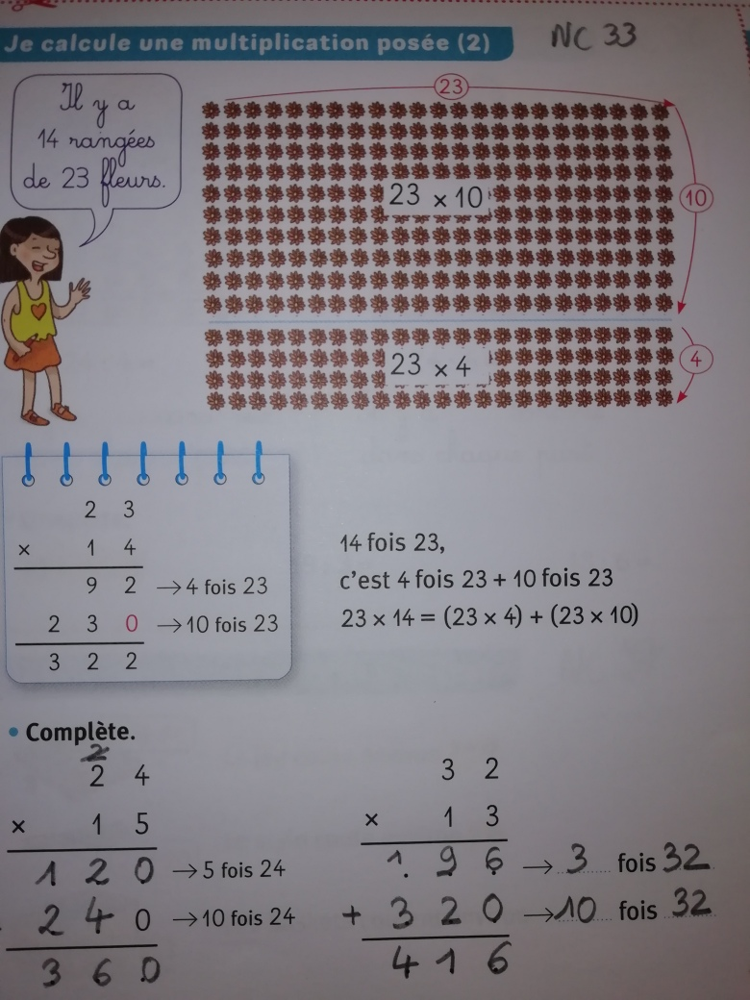 Je calcule une multiplication posée (2) NC 33
Il y a
14 rangées
de 23 fleurs.
23
23 × 10
10
23 × 4
4
2 3
× 1 4
9 2 → 4 fois 23
2 3 0 → 10 fois 23
3 2 2
14 fois 23,
c'est 4 fois 23 + 10 fois 23
23 × 14 = (23 × 4) + (23 × 10)
• Complète.
2
2 4
× 1 5
1 2 0 → 5 fois 24
2 4 0 → 10 fois 24
3 6 0
3 2
× 1 3
1. 9 6 → 3 fois 32
+ 3 2 0 → 10 fois 32
4 1 6